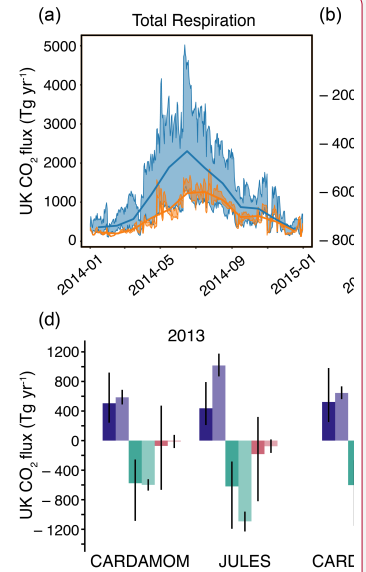 (a)
(b)
Total Respiration
UK CO2 flux (Tg yr-1)
5000
4000
3000
2000
1000
0
2014-01
2014-05
2014-09
2015-01
− 200
− 400
− 600
− 800
20
(d)
2013
UK CO2 flux (Tg yr-1)
1200
800
400
0
− 400
− 800
− 1200
CARDAMOM
JULES
CARD